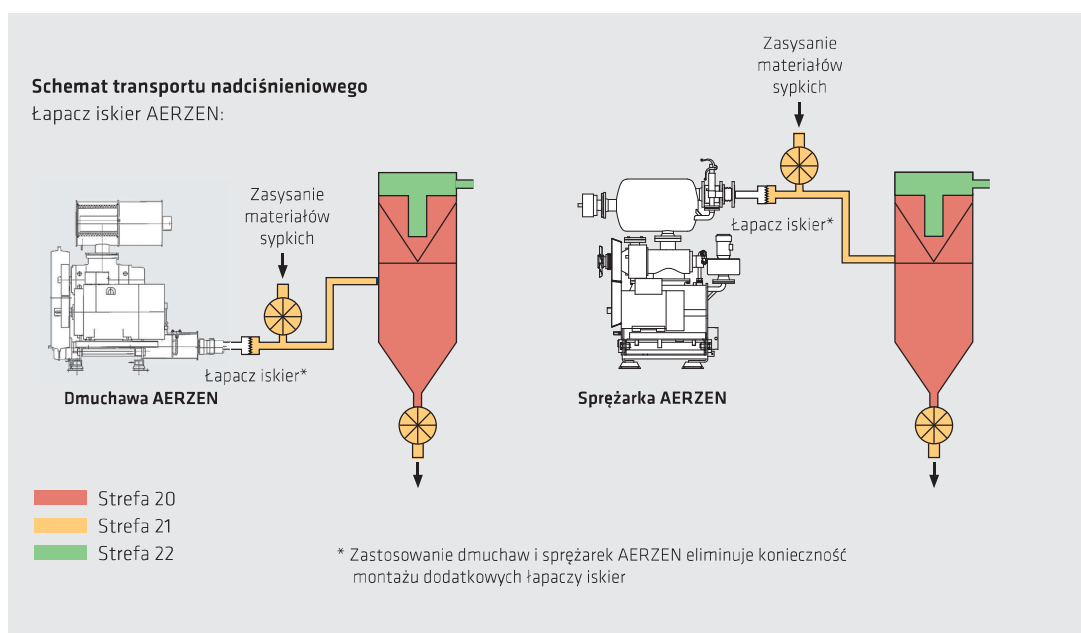 Schemat transportu nadciśnieniowego
Łapacz iskier AERZEN:
Zasysanie
materiałów
sypkich
Łapacz iskier*
Dmuchawa AERZEN
Zasysanie
materiałów
sypkich
Łapacz iskier*
Sprężarka AERZEN
Strefa 20
Strefa 21
Strefa 22
* Zastosowanie dmuchaw i sprężarek AERZEN eliminuje konieczność
montażu dodatkowych łapaczy iskier